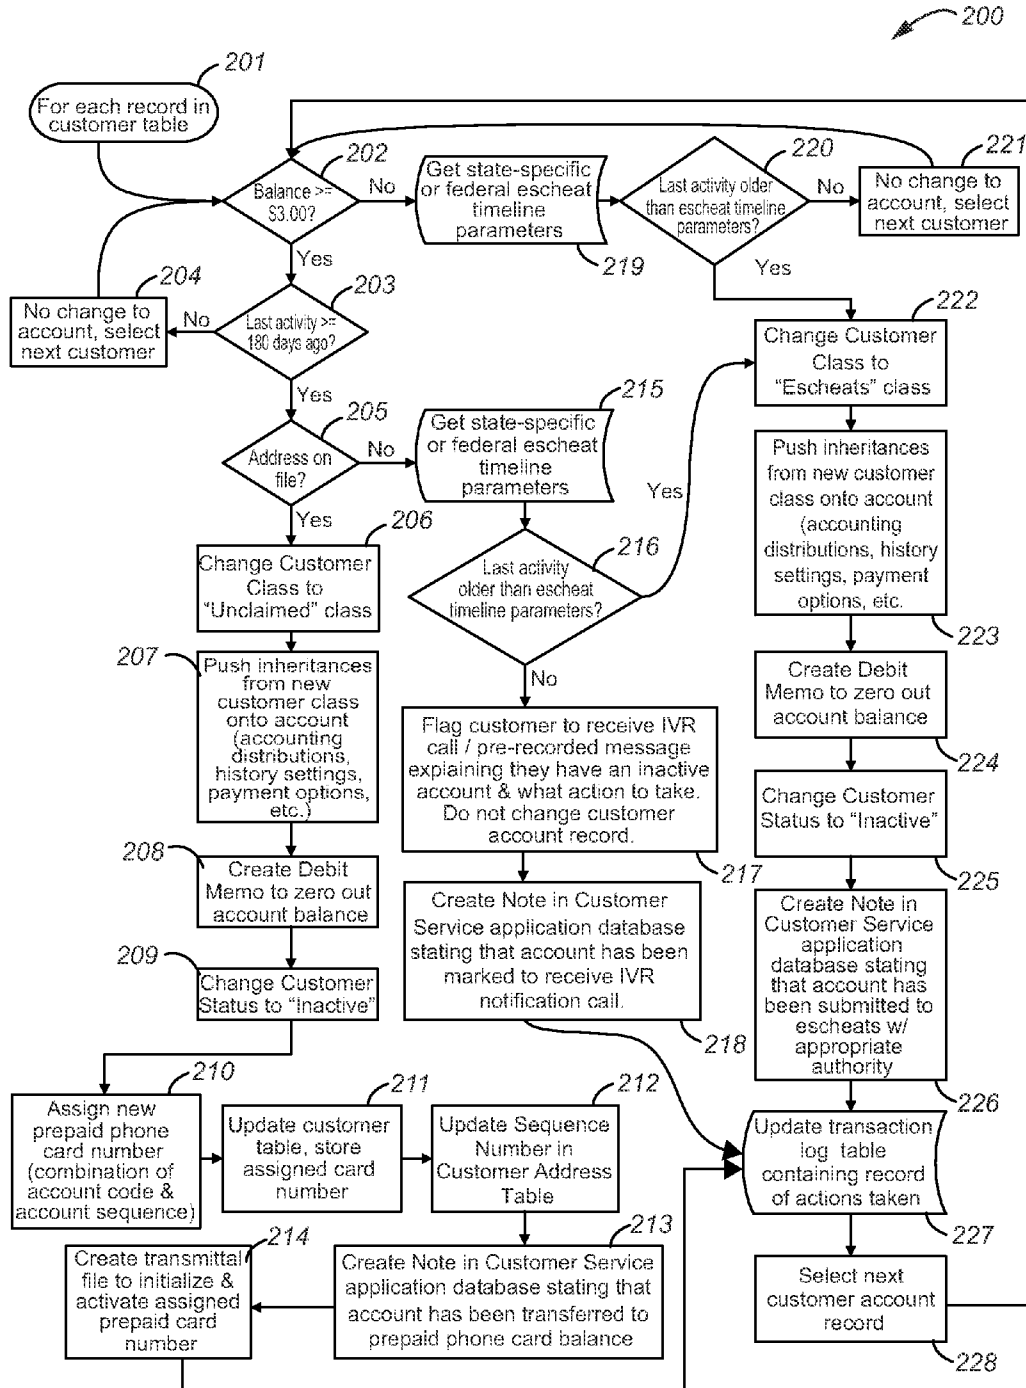 200
201
For each record in
customer table
202
Balance >=
$3.00?
No
Yes
Get state-specific
or federal escheat
timeline
parameters
219
220
Last activity older
than escheat timeline
parameters?
No
Yes
221
No change to
account, select
next customer
204
No change to
account, select
next customer
203
Last activity >=
180 days ago?
No
Yes
205
Address on
file?
No
Yes
215
Get state-specific
or federal escheat
timeline
parameters
216
Last activity
older than escheat
timeline parameters?
Yes
No
222
Change Customer
Class to
"Escheats" class
206
Change Customer
Class to
"Unclaimed" class
207
Push inheritances
from new
customer class
onto account
(accounting
distributions,
history settings,
payment options,
etc.)
208
Create Debit
Memo to zero out
account balance
209
Change Customer
Status to "Inactive"
Flag customer to receive IVR
call / pre-recorded message
explaining they have an inactive
account & what action to take.
Do not change customer
account record.
217
Create Note in Customer
Service application database
stating that account has been
marked to receive IVR
notification call.
218
Push inheritances
from new customer
class onto account
(accounting
distributions, history
settings, payment
options, etc.
223
Create Debit
Memo to zero out
account balance
224
Change Customer
Status to "Inactive"
225
Create Note in
Customer Service
application
database stating
that account has
been submitted to
escheats w/
appropriate
authority
226
210
Assign new
prepaid phone
card number
(combination of
account code &
account sequence)
211
Update customer
table, store
assigned card
number
212
Update Sequence
Number in
Customer Address
Table
213
Create Note in Customer Service
application database stating that
account has been transferred to
prepaid phone card balance
214
Create transmittal
file to initialize &
activate assigned
prepaid card
number
Update transaction
log table
containing record
of actions taken
227
Select next
customer account
record
228